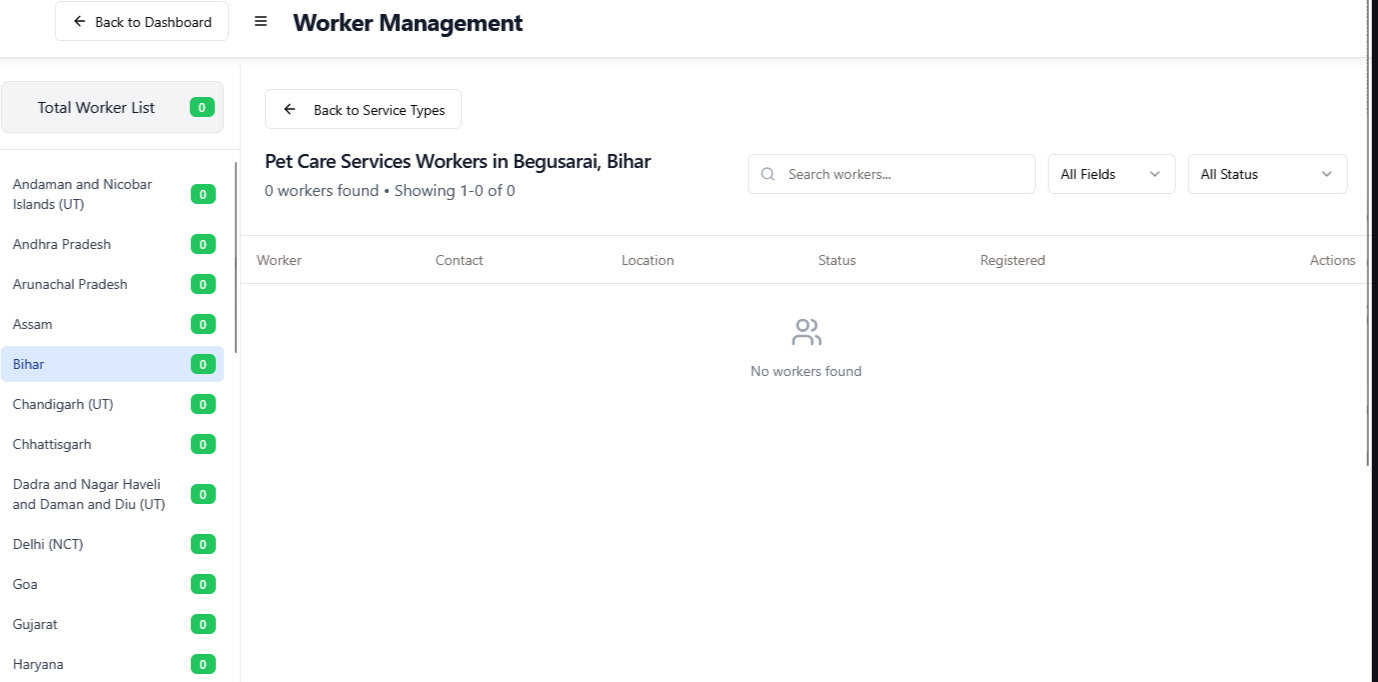 Back to Dashboard
Worker Management
Total Worker List 0
Andaman and Nicobar
Islands (UT) 0
Andhra Pradesh 0
Arunachal Pradesh 0
Assam 0
Bihar 0
Chandigarh (UT) 0
Chhattisgarh 0
Dadra and Nagar Haveli
and Daman and Diu (UT) 0
Delhi (NCT) 0
Goa 0
Gujarat 0
Haryana 0
Back to Service Types
Pet Care Services Workers in Begusarai, Bihar
0 workers found • Showing 1-0 of 0
Search workers...
All Fields
All Status
Worker Contact Location Status Registered Actions
No workers found